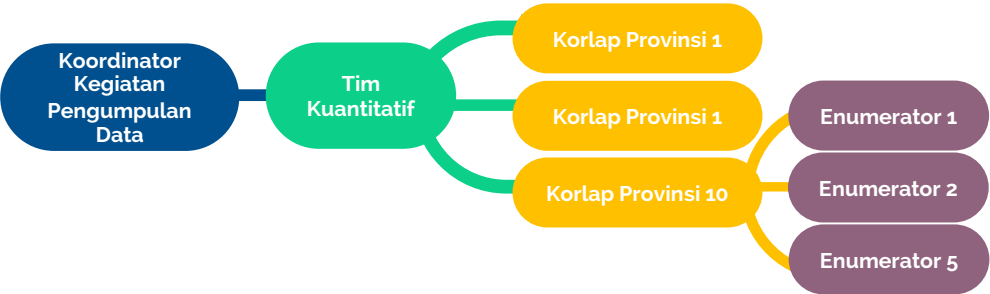 Koordinator
Kegiatan
Pengumpulan
Data
Tim
Kuantitatif
Korlap Provinsi 1
Korlap Provinsi 1
Korlap Provinsi 10
Enumerator 1
Enumerator 2
Enumerator 5